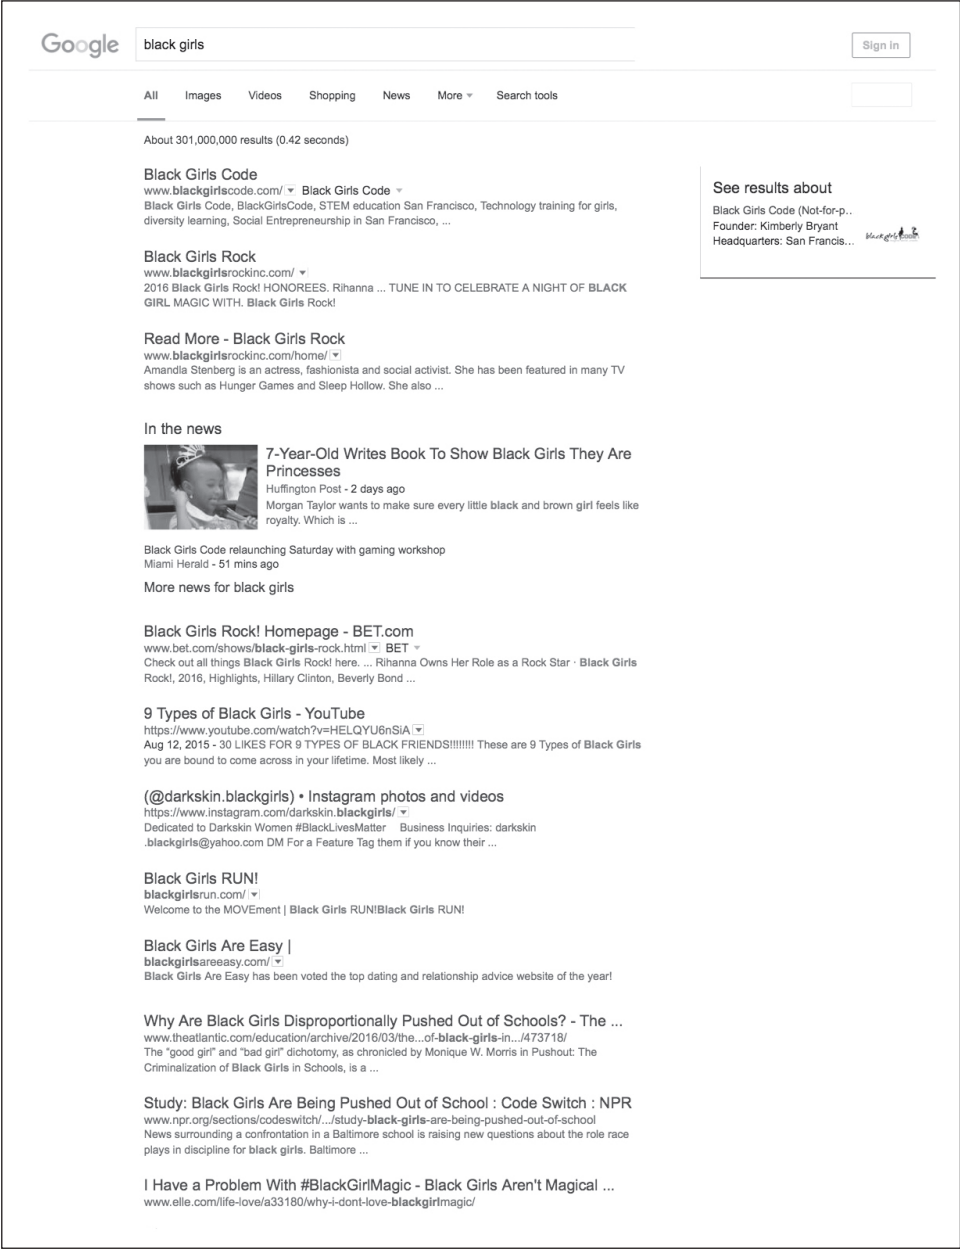 Google
black girls
Sign in
All Images Videos Shopping News More Search tools
About 301,000,000 results (0.42 seconds)
Black Girls Code
www.blackgirlscode.com/ Black Girls Code
Black Girls Code, BlackGirlsCode, STEM education San Francisco, Technology training for girls,
diversity learning, Social Entrepreneurship in San Francisco, ...
See results about
Black Girls Code (Not-for-p..
Founder: Kimberly Bryant
Headquarters: San Francis...
Black Girls Rock
www.blackgirlsrockinc.com/
2016 Black Girls Rock! HONOREES. Rihanna ... TUNE IN TO CELEBRATE A NIGHT OF BLACK
GIRL MAGIC WITH. Black Girls Rock!
Read More - Black Girls Rock
www.blackgirlsrockinc.com/home/
Amandla Stenberg is an actress, fashionista and social activist. She has been featured in many TV
shows such as Hunger Games and Sleep Hollow. She also ...
In the news
7-Year-Old Writes Book To Show Black Girls They Are
Princesses
Huffington Post - 2 days ago
Morgan Taylor wants to make sure every little black and brown girl feels like
royalty. Which is ...
Black Girls Code relaunching Saturday with gaming workshop
Miami Herald - 51 mins ago
More news for black girls
Black Girls Rock! Homepage - BET.com
www.bet.com/shows/black-girls-rock.html BET
Check out all things Black Girls Rock! here. ... Rihanna Owns Her Role as a Rock Star · Black Girls
Rock!, 2016, Highlights, Hillary Clinton, Beverly Bond ...
9 Types of Black Girls - YouTube
https://www.youtube.com/watch?v=HELQYU6nSiA
Aug 12, 2015 - 30 LIKES FOR 9 TYPES OF BLACK FRIENDS!!!!!!!! These are 9 Types of Black Girls
you are bound to come across in your lifetime. Most likely ...
(@darkskin.blackgirls) • Instagram photos and videos
https://www.instagram.com/darkskin.blackgirls/
Dedicated to Darkskin Women #BlackLivesMatter Business Inquiries: darkskin
.blackgirls@yahoo.com DM For a Feature Tag them if you know their ...
Black Girls RUN!
blackgirlsrun.com/
Welcome to the MOVEment | Black Girls RUN!Black Girls RUN!
Black Girls Are Easy |
blackgirlsareeasy.com/
Black Girls Are Easy has been voted the top dating and relationship advice website of the year!
Why Are Black Girls Disproportionally Pushed Out of Schools? - The ...
www.theatlantic.com/education/archive/2016/03/the...of-black-girls-in.../473718/
The “good girl” and “bad girl” dichotomy, as chronicled by Monique W. Morris in Pushout: The
Criminalization of Black Girls in Schools, is a ...
Study: Black Girls Are Being Pushed Out of School : Code Switch : NPR
www.npr.org/sections/codeswitch/.../study-black-girls-are-being-pushed-out-of-school
News surrounding a confrontation in a Baltimore school is raising new questions about the role race
plays in discipline for black girls. Baltimore ...
I Have a Problem With #BlackGirlMagic - Black Girls Aren't Magical ...
www.elle.com/life-love/a33180/why-i-dont-love-blackgirlmagic/